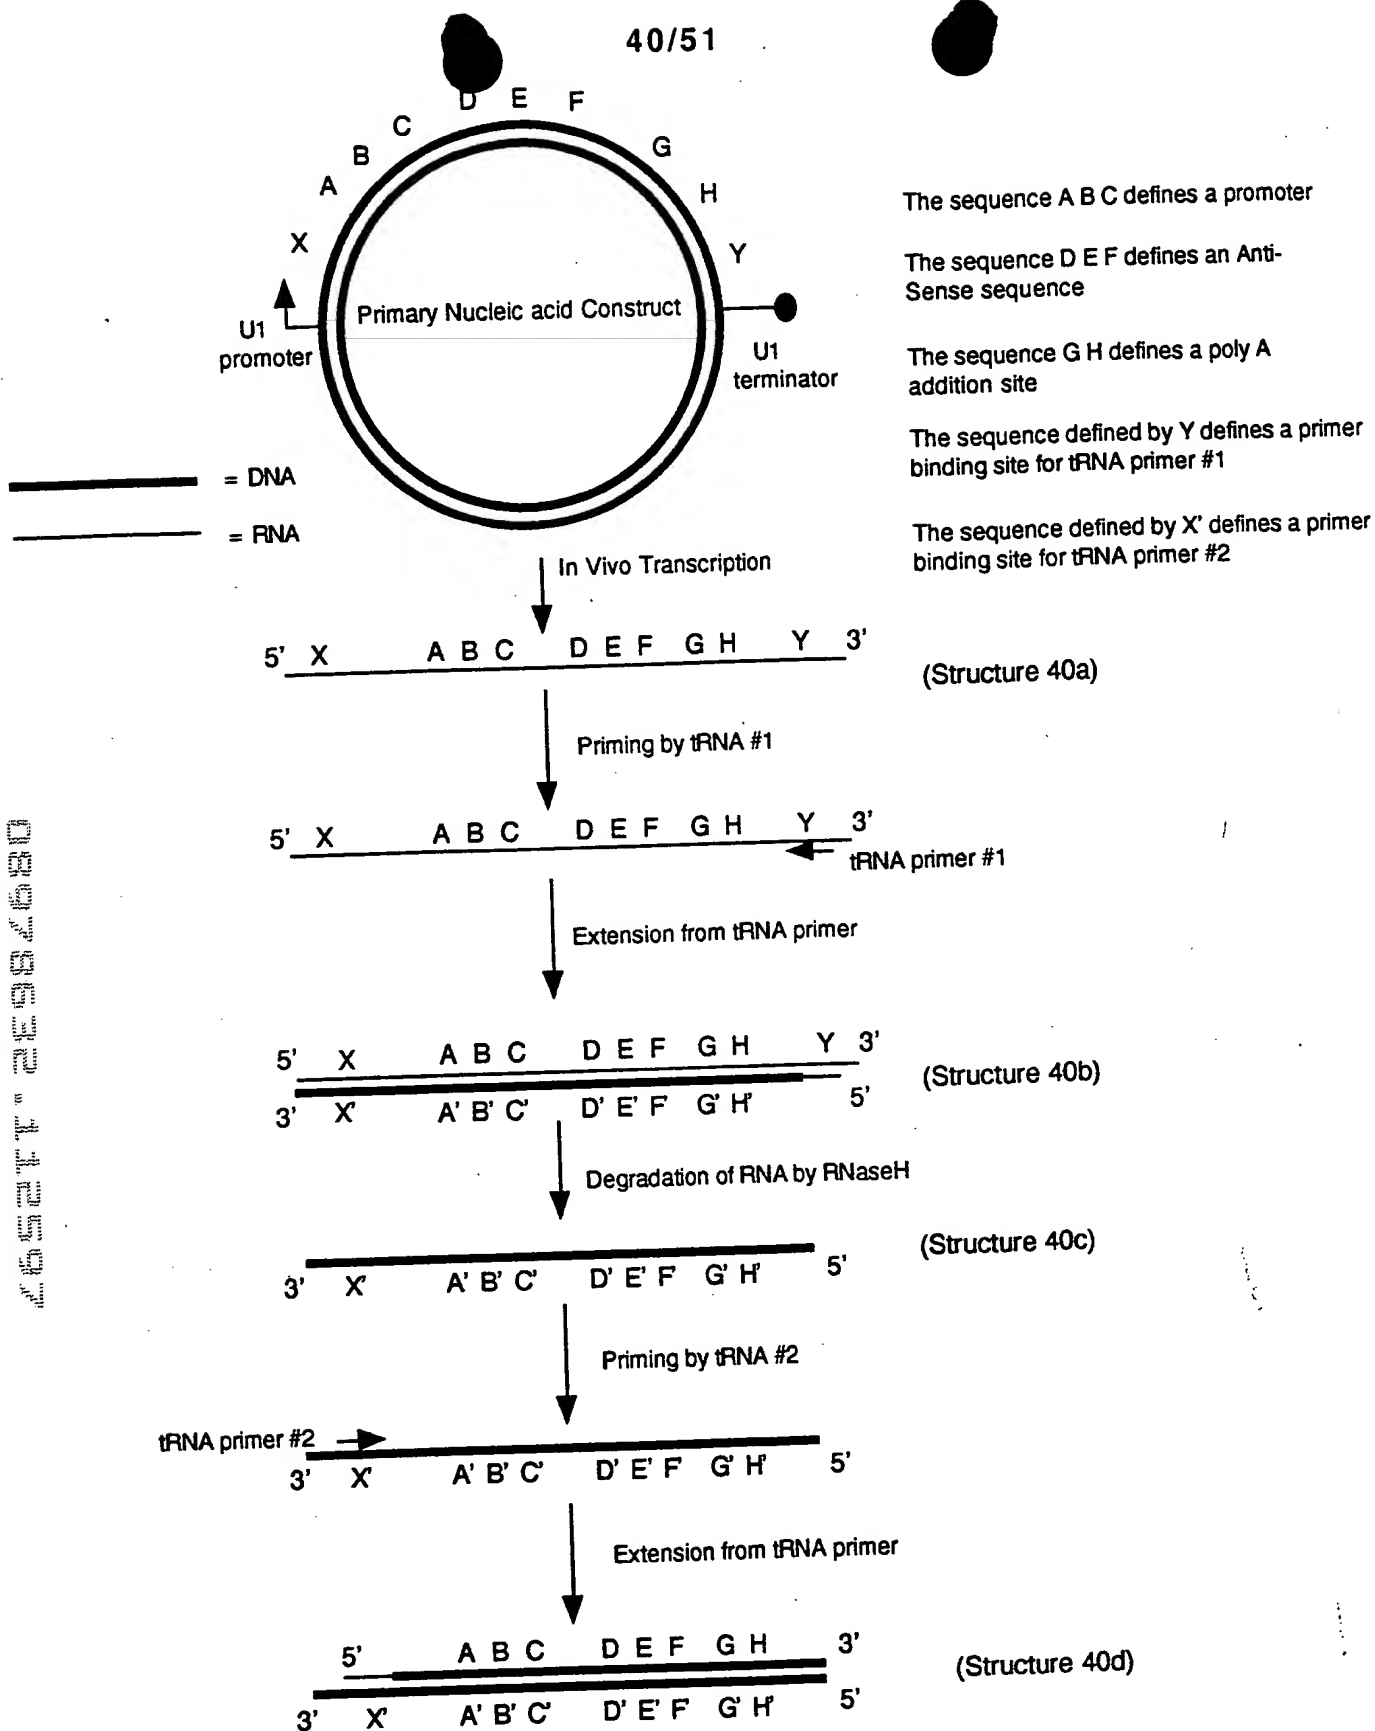 40/51
D E F
C
G
B
A
H
X
Y
Primary Nucleic acid Construct
U1
promoter
U1
terminator
The sequence A B C defines a promoter
The sequence D E F defines an Anti-
Sense sequence
The sequence G H defines a poly A
addition site
The sequence defined by Y defines a primer
binding site for tRNA primer #1
The sequence defined by X' defines a primer
binding site for tRNA primer #2
= DNA
= RNA
In Vivo Transcription
5' X A B C D E F G H Y 3'
(Structure 40a)
Priming by tRNA #1
5' X A B C D E F G H Y 3'
tRNA primer #1
Extension from tRNA primer
5' X A B C D E F G H Y 3'
(Structure 40b)
3' X' A' B' C' D' E' F' G' H' 5'
Degradation of RNA by RNaseH
(Structure 40c)
3' X' A' B' C' D' E' F' G' H' 5'
Priming by tRNA #2
tRNA primer #2
3' X' A' B' C' D' E' F' G' H' 5'
Extension from tRNA primer
5' A B C D E F G H 3'
(Structure 40d)
3' X' A' B' C' D' E' F' G' H' 5'
08978632.112597